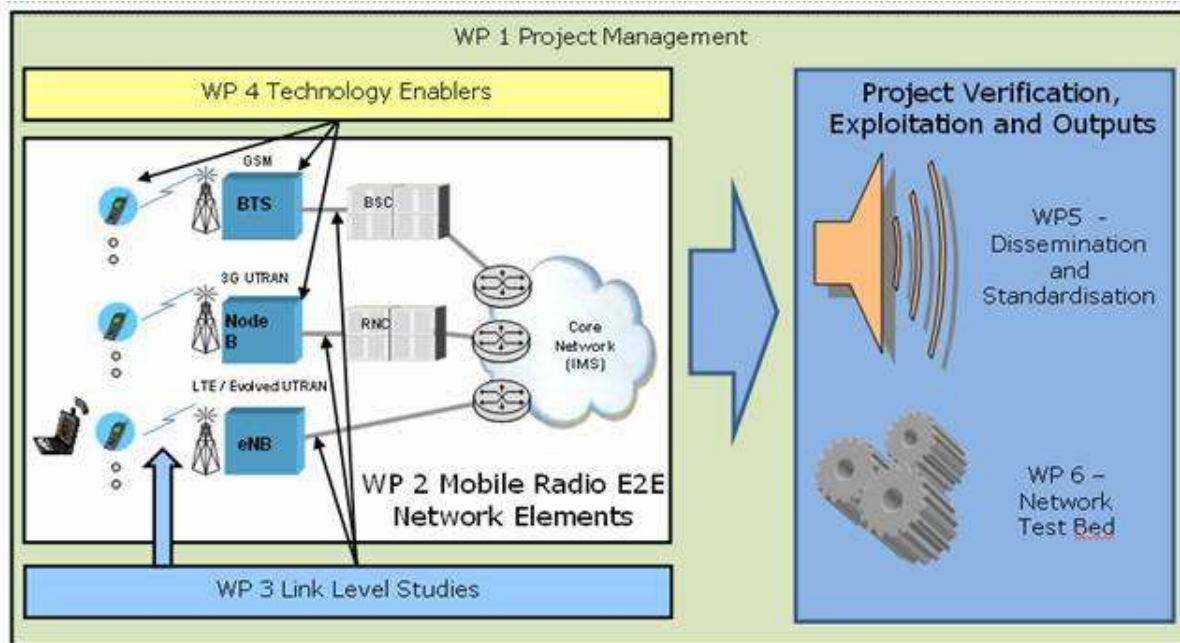 WP 1 Project Management
WP 4 Technology Enablers
GSM
BTS
BSC
3G UTRAN
Node
B
RNC
Core
Network
(IMS)
LTE / Evolved UTRAN
eNB
WP 2 Mobile Radio E2E
Network Elements
WP 3 Link Level Studies
Project Verification,
Exploitation and Outputs
WP5 -
Dissemination
and
Standardisation
WP 6 –
Network
Test Bed